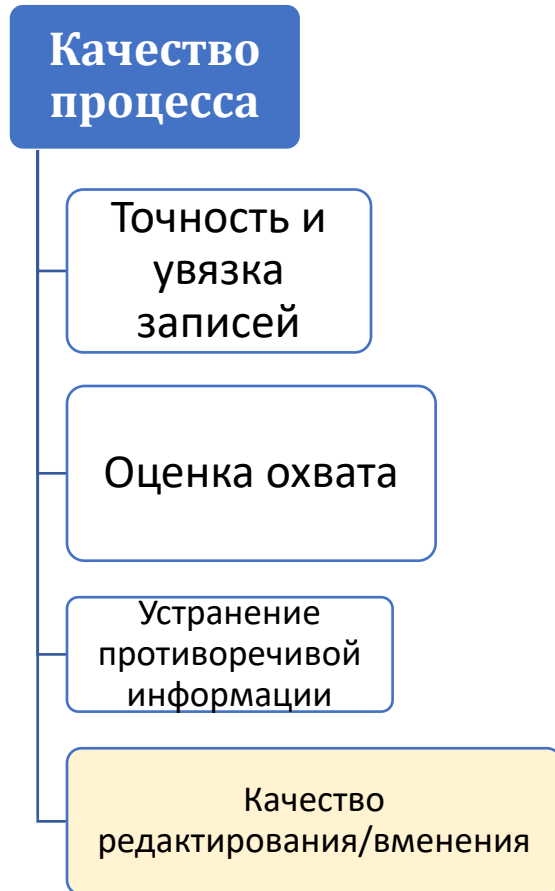 Качество
процесса
Точность и
увязка
записей
Оценка охвата
Устранение
противоречивой
информации
Качество
редактирования/вменения